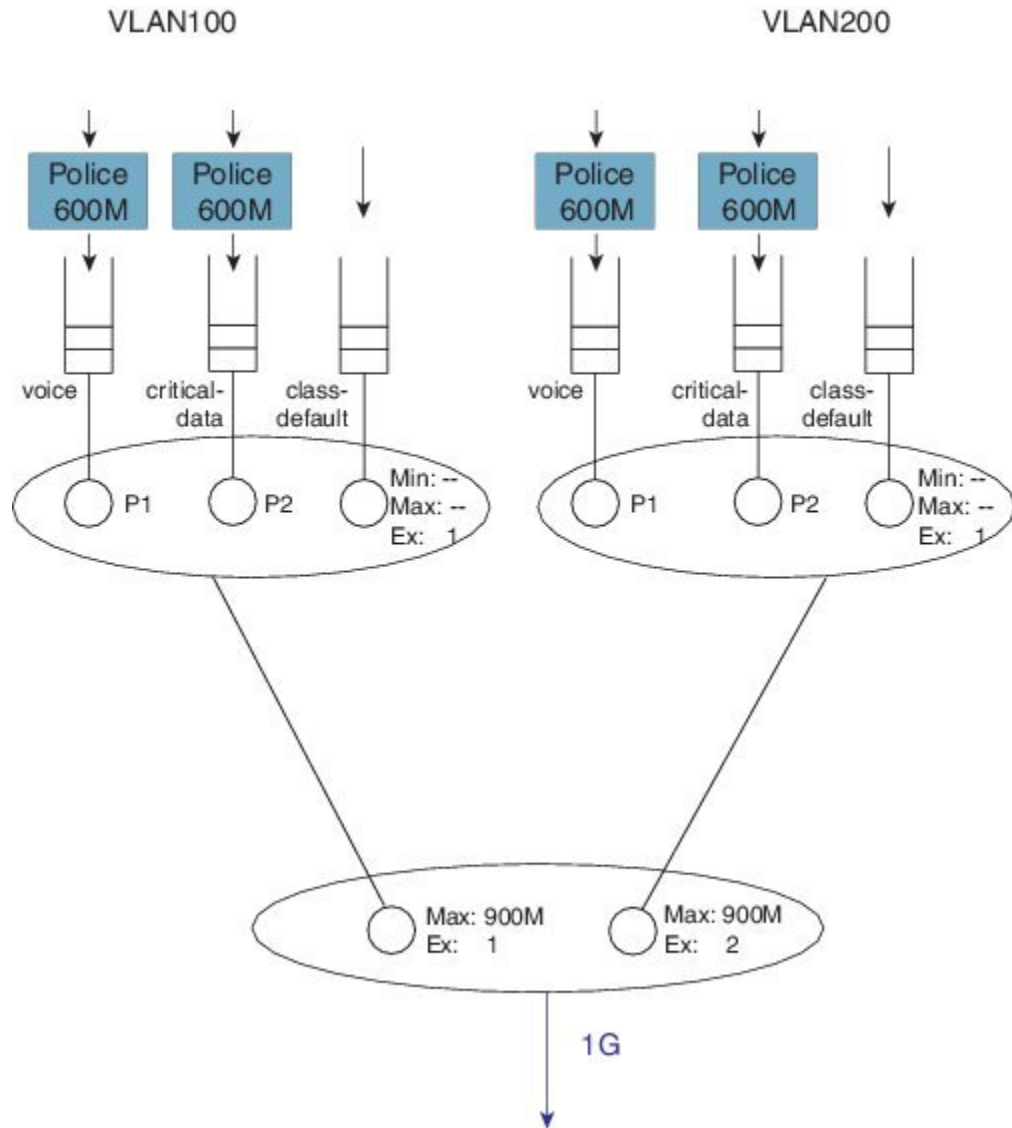 VLAN100
VLAN200
Police
600M
Police
600M
Police
600M
Police
600M
voice
critical-
data
class-
default
voice
critical-
data
class-
default
P1
P2
Min: --
Max: --
Ex: 1
P1
P2
Min: --
Max: --
Ex: 1
Max: 900M
Ex: 1
Max: 900M
Ex: 2
1G